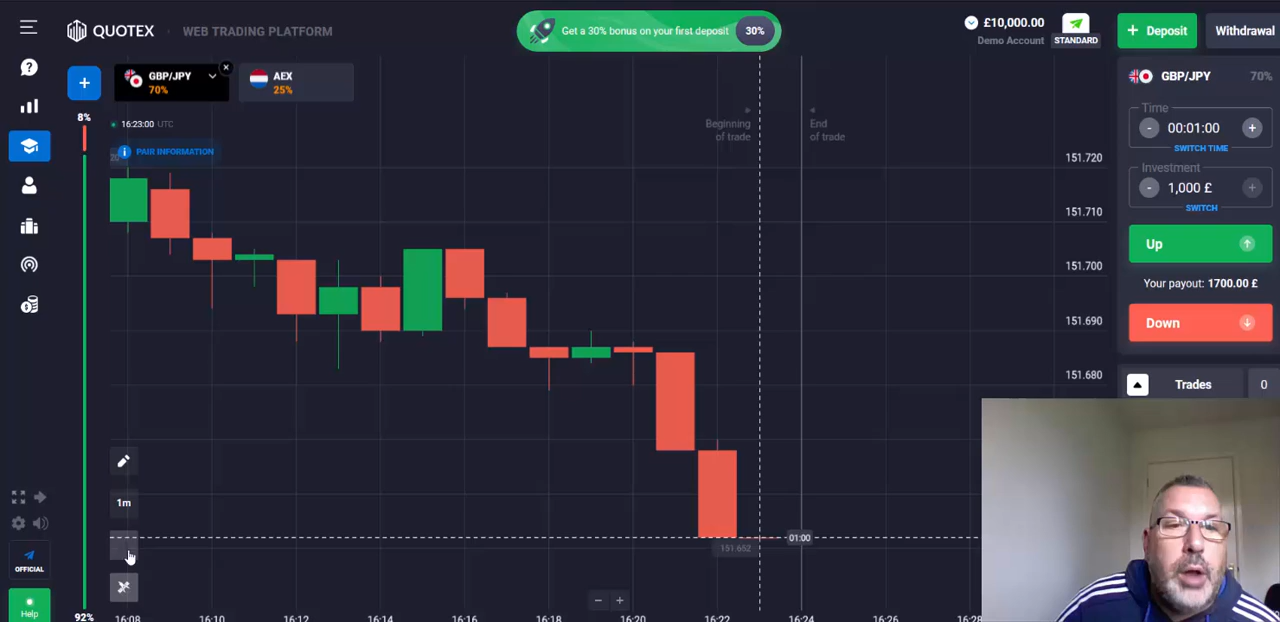 QUOTEX
WEB TRADING PLATFORM
Get a 30% bonus on your first deposit 30%
£10,000.00
Demo Account
STANDARD
+ Deposit
Withdrawal
+
GBP/JPY
70%
AEX
25%
8%
16:23:00 UTC
PAIR INFORMATION
Beginning
of trade
End
of trade
151.720
151.710
151.700
151.690
151.680
151.652
01:00
1m
OFFICIAL
Help
92%
16:08 16:10 16:12 16:14 16:16 16:18 16:20 16:22 16:24 16:26 16:28
- +
GBP/JPY 70%
Time
- 00:01:00 +
SWITCH TIME
Investment
- 1,000 £ +
SWITCH
Up
Your payout: 1700.00 £
Down
Trades 0